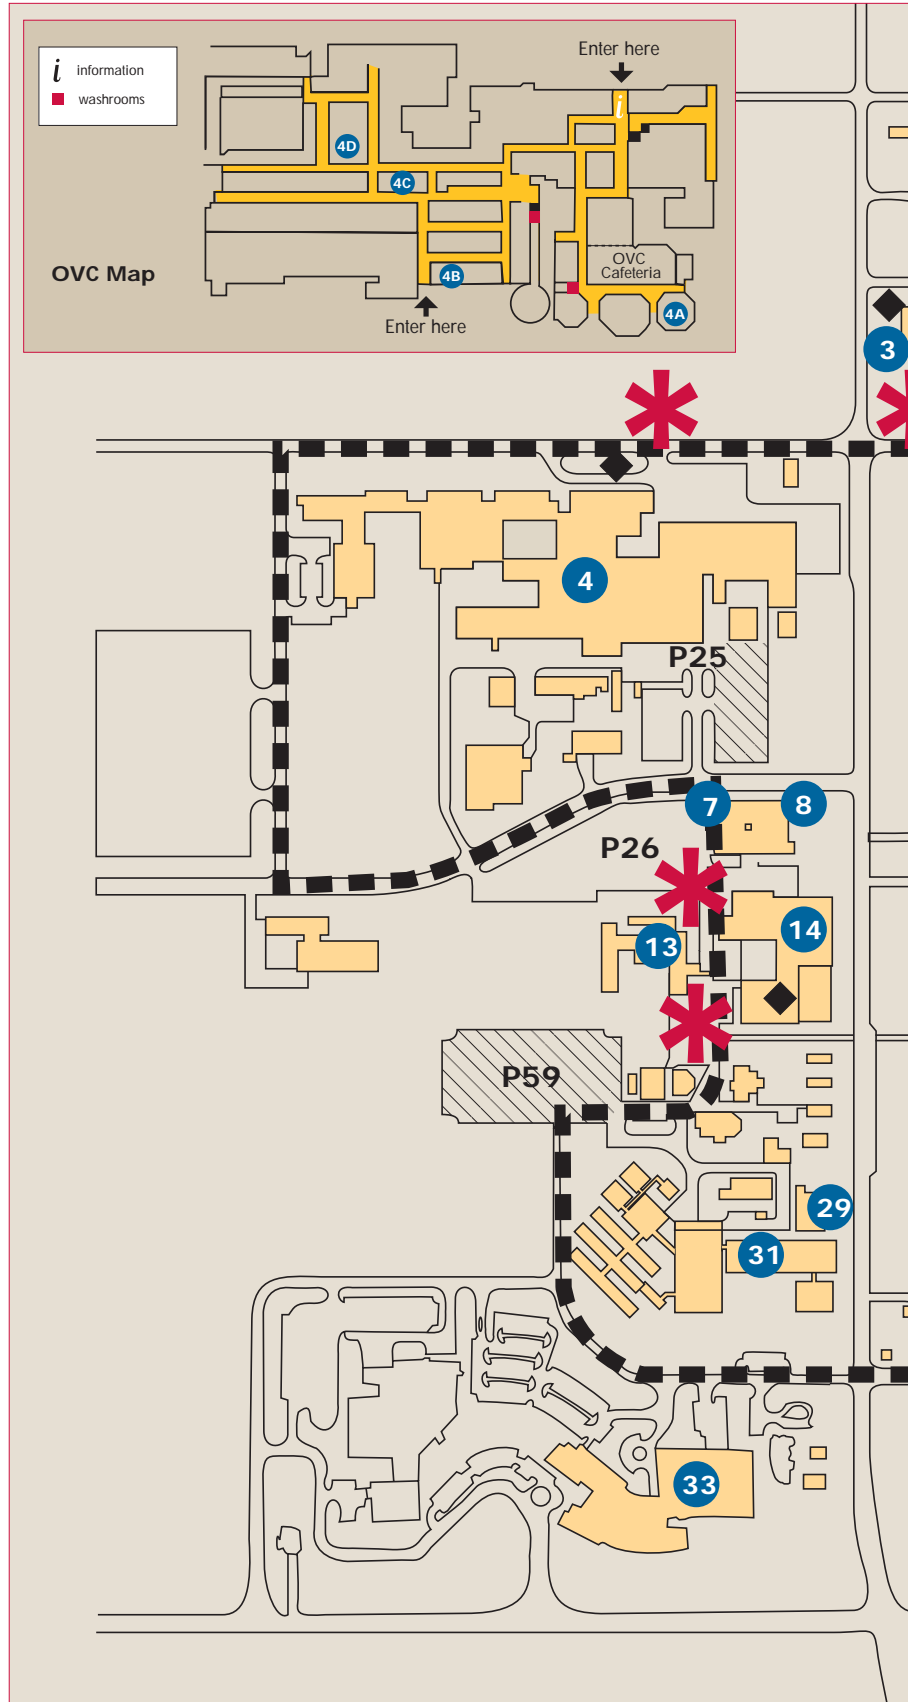 i information
washrooms
Enter here
i
4D
4C
OVC Map
4B
OVC
Cafeteria
4A
Enter here
3
4
P25
7
8
P26
13
14
P59
29
31
33